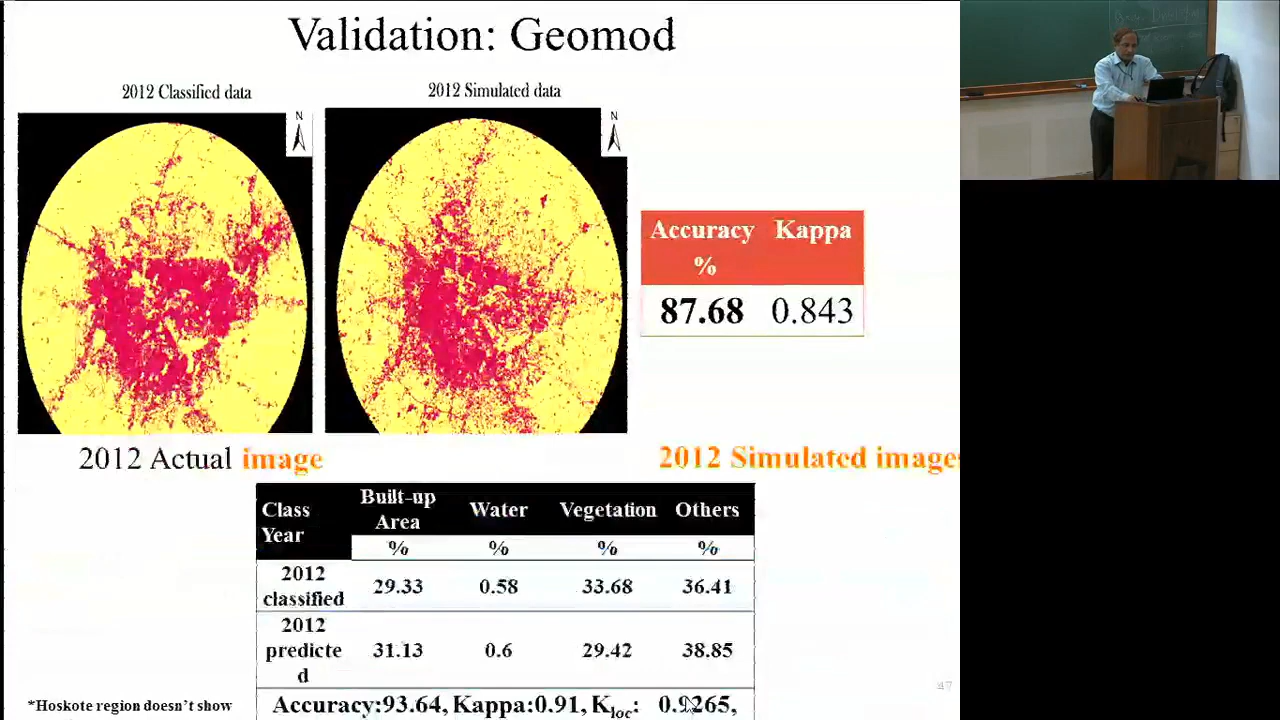 Validation: Geomod
2012 Classified data
2012 Simulated data
N
N
Accuracy Kappa
%
87.68 0.843
2012 Actual image
2012 Simulated image
Class
Year
Built-up
Area
Water
Vegetation
Others
% % % %
2012
classified
29.33 0.58 33.68 36.41
2012
predicte
d
31.13 0.6 29.42 38.85
Accuracy:93.64, Kappa:0.91, Kloc: 0.9265,
*Hoskote region doesn't show
47